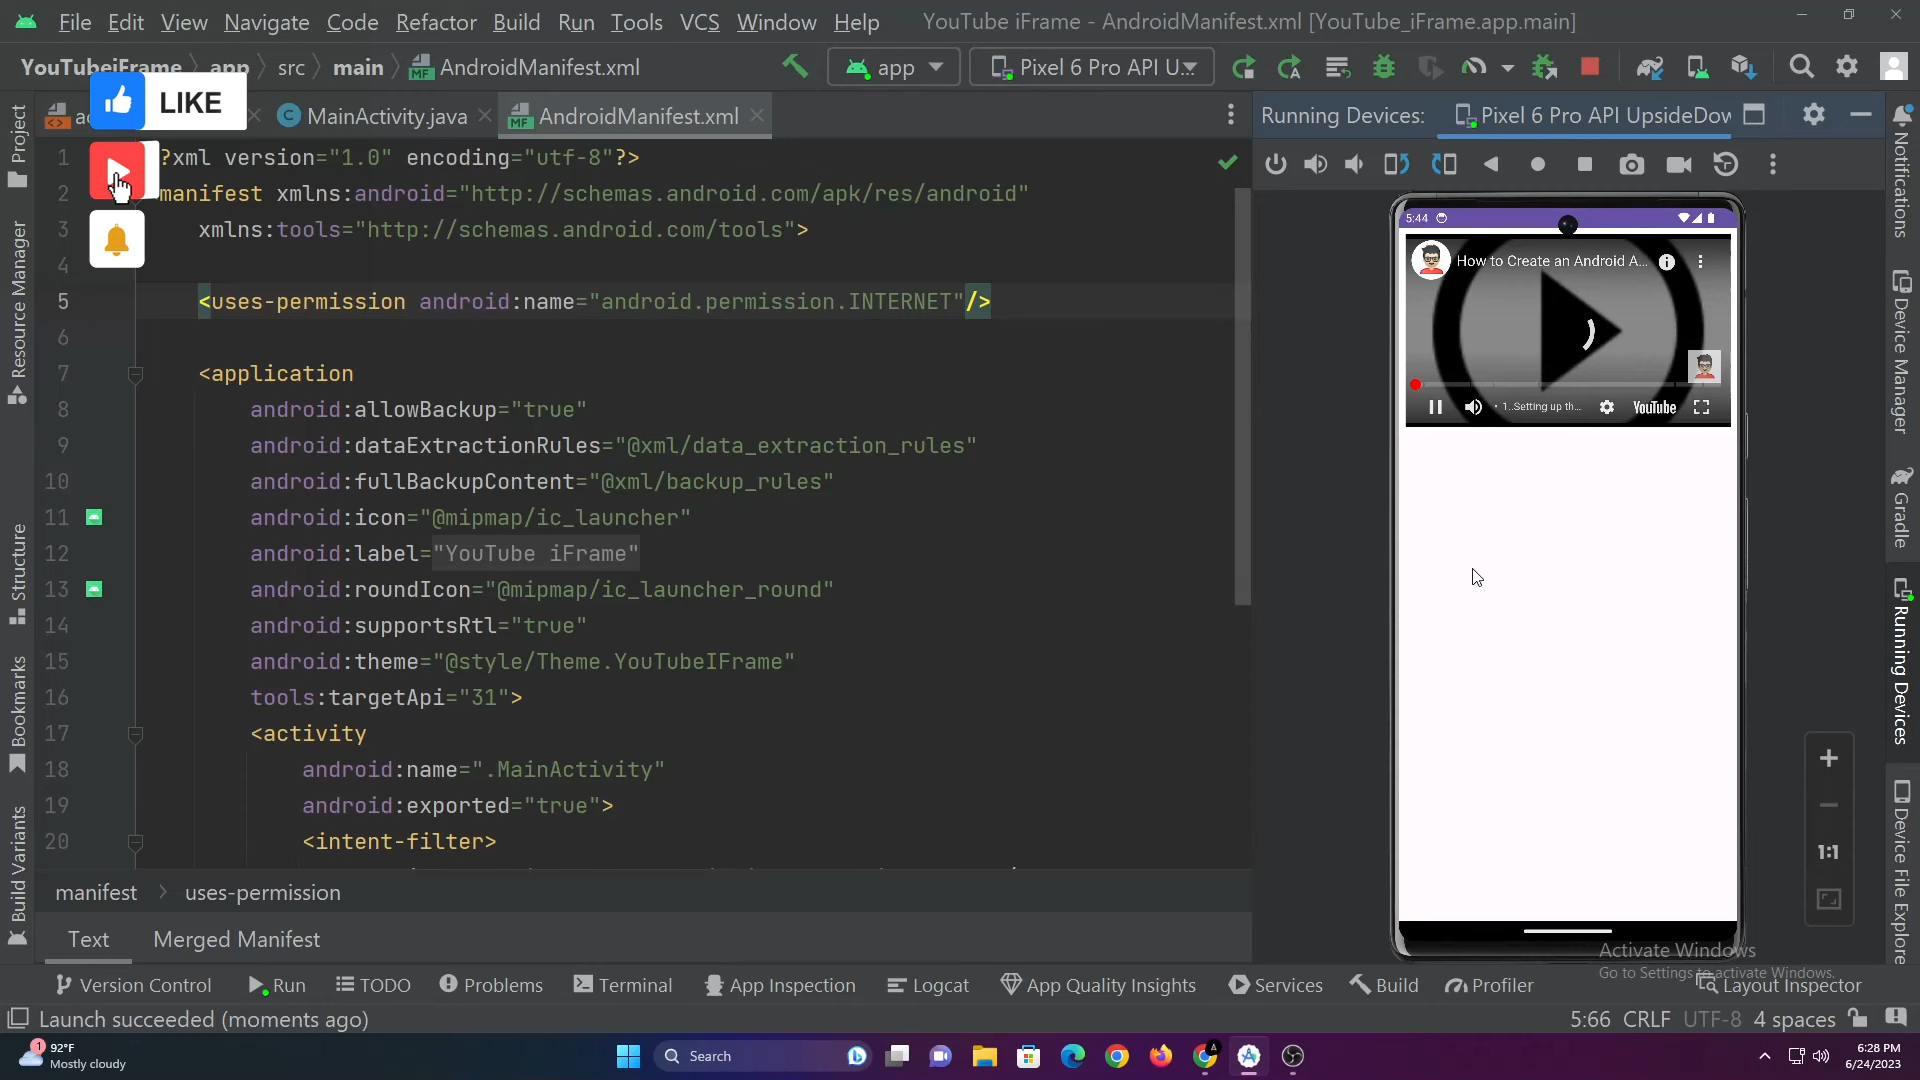 File Edit View Navigate Code Refactor Build Run Tools VCS Window Help YouTube iFrame - AndroidManifest.xml [YouTube_iFrame.app.main]
YouTubeiFrame app src main AndroidManifest.xml app Pixel 6 Pro API U...
LIKE
MainActivity.java AndroidManifest.xml Running Devices: Pixel 6 Pro API UpsideDow
1 ?xml version="1.0" encoding="utf-8"?>
2 manifest xmlns:android="http://schemas.android.com/apk/res/android"
3 xmlns:tools="http://schemas.android.com/tools">
4
5 <uses-permission android:name="android.permission.INTERNET"/>
6
7 <application
8 android:allowBackup="true"
9 android:dataExtractionRules="@xml/data_extraction_rules"
10 android:fullBackupContent="@xml/backup_rules"
11 android:icon="@mipmap/ic_launcher"
12 android:label="YouTube iFrame"
13 android:roundIcon="@mipmap/ic_launcher_round"
14 android:supportsRtl="true"
15 android:theme="@style/Theme.YouTubeIFrame"
16 tools:targetApi="31">
17 <activity
18 android:name=".MainActivity"
19 android:exported="true">
20 <intent-filter>
manifest uses-permission
Text Merged Manifest
Project
Resource Manager
Structure
Bookmarks
Build Variants
5:44
How to Create an Android A...
• 1..Setting up th... YouTube
1:1
Notifications
Device Manager
Gradle
Running Devices
Device File Explorer
Activate Windows
Go to Settings to activate Windows.
Version Control Run TODO Problems Terminal App Inspection Logcat App Quality Insights Services Build Profiler Layout Inspector
Launch succeeded (moments ago) 5:66 CRLF UTF-8 4 spaces
1 92°F
Mostly cloudy
Search
6:28 PM
6/24/2023